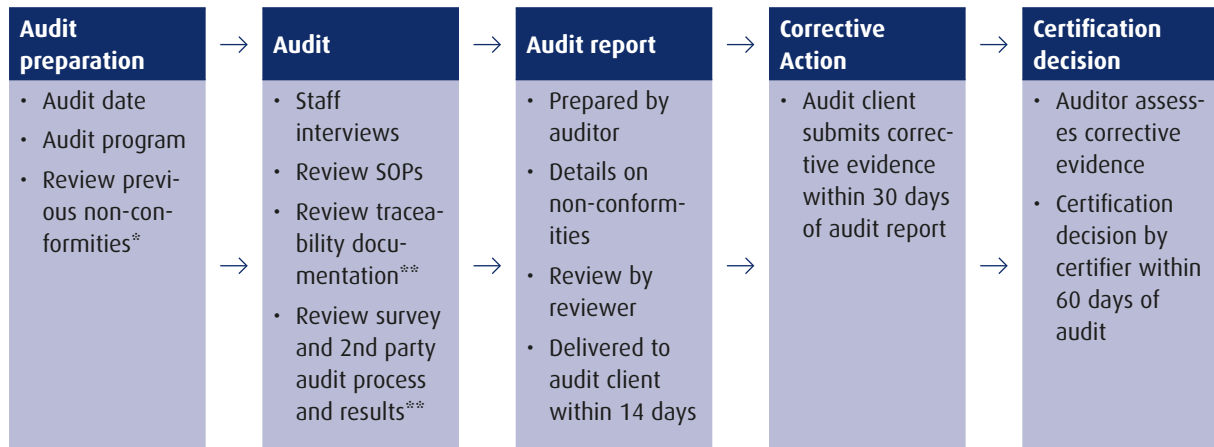 Audit
preparation
→
Audit
→
Audit report
→
Corrective
Action
→
Certification
decision
• Audit date
• Audit program
• Review previ-
ous non-con-
formities*
→
• Staff
interviews
• Review SOPs
• Review tracea-
bility docu-
mentation**
• Review survey
and 2nd party
audit process
and results**
→
• Prepared by
auditor
• Details on
non-conform-
ities
• Review by
reviewer
• Delivered to
audit client
within 14 days
→
• Audit client
submits correc-
tive evidence
within 30 days
of audit report
→
• Auditor assess-
es corrective
evidence
• Certification
decision by
certifier within
60 days of
audit